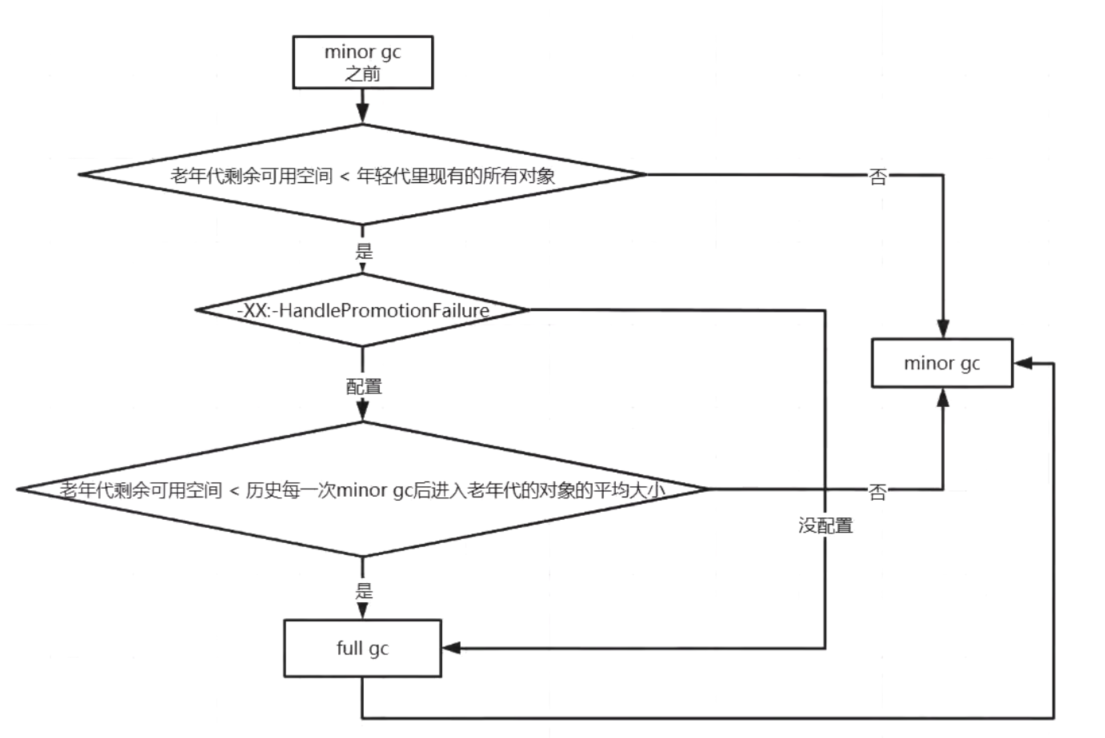 minor gc
之前
老年代剩余可用空间 < 年轻代里现有的所有对象
否
是
-XX:-HandlePromotionFailure
minor gc
配置
老年代剩余可用空间 < 历史每一次minor gc后进入老年代的对象的平均大小
否
没配置
是
full gc